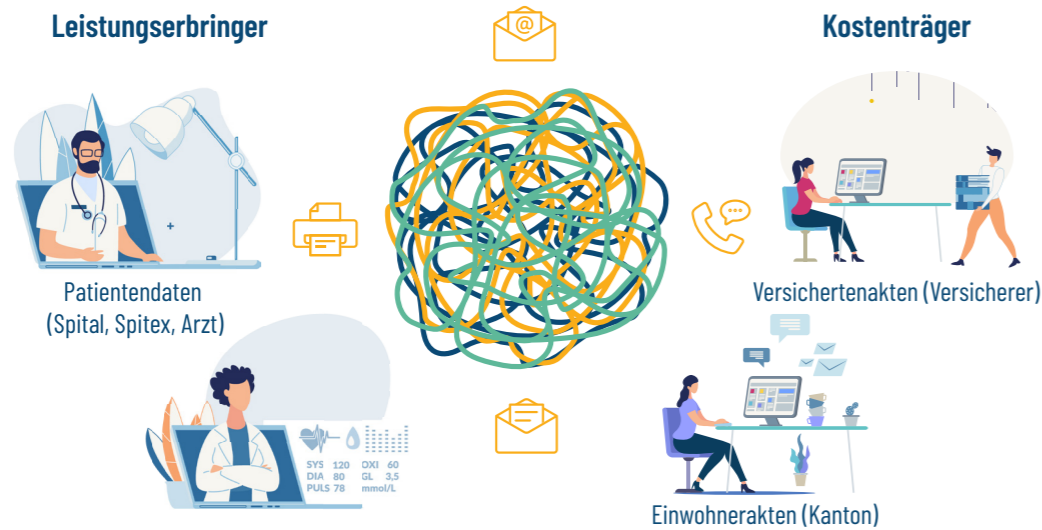 Leistungserbringer
@
Kostenträger
Patientendaten
(Spital, Spitex, Arzt)
Versichertenakten (Versicherer)
SYS 120 OXI 60
DIA 80 GL 3,5
PULS 78 mmol/L
Einwohnerakten (Kanton)